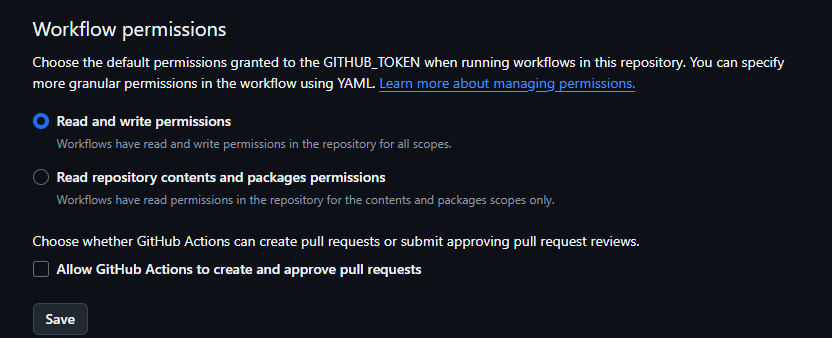 Workflow permissions
Choose the default permissions granted to the GITHUB_TOKEN when running workflows in this repository. You can specify
more granular permissions in the workflow using YAML. Learn more about managing permissions.
Read and write permissions
Workflows have read and write permissions in the repository for all scopes.
Read repository contents and packages permissions
Workflows have read permissions in the repository for the contents and packages scopes only.
Choose whether GitHub Actions can create pull requests or submit approving pull request reviews.
Allow GitHub Actions to create and approve pull requests
Save